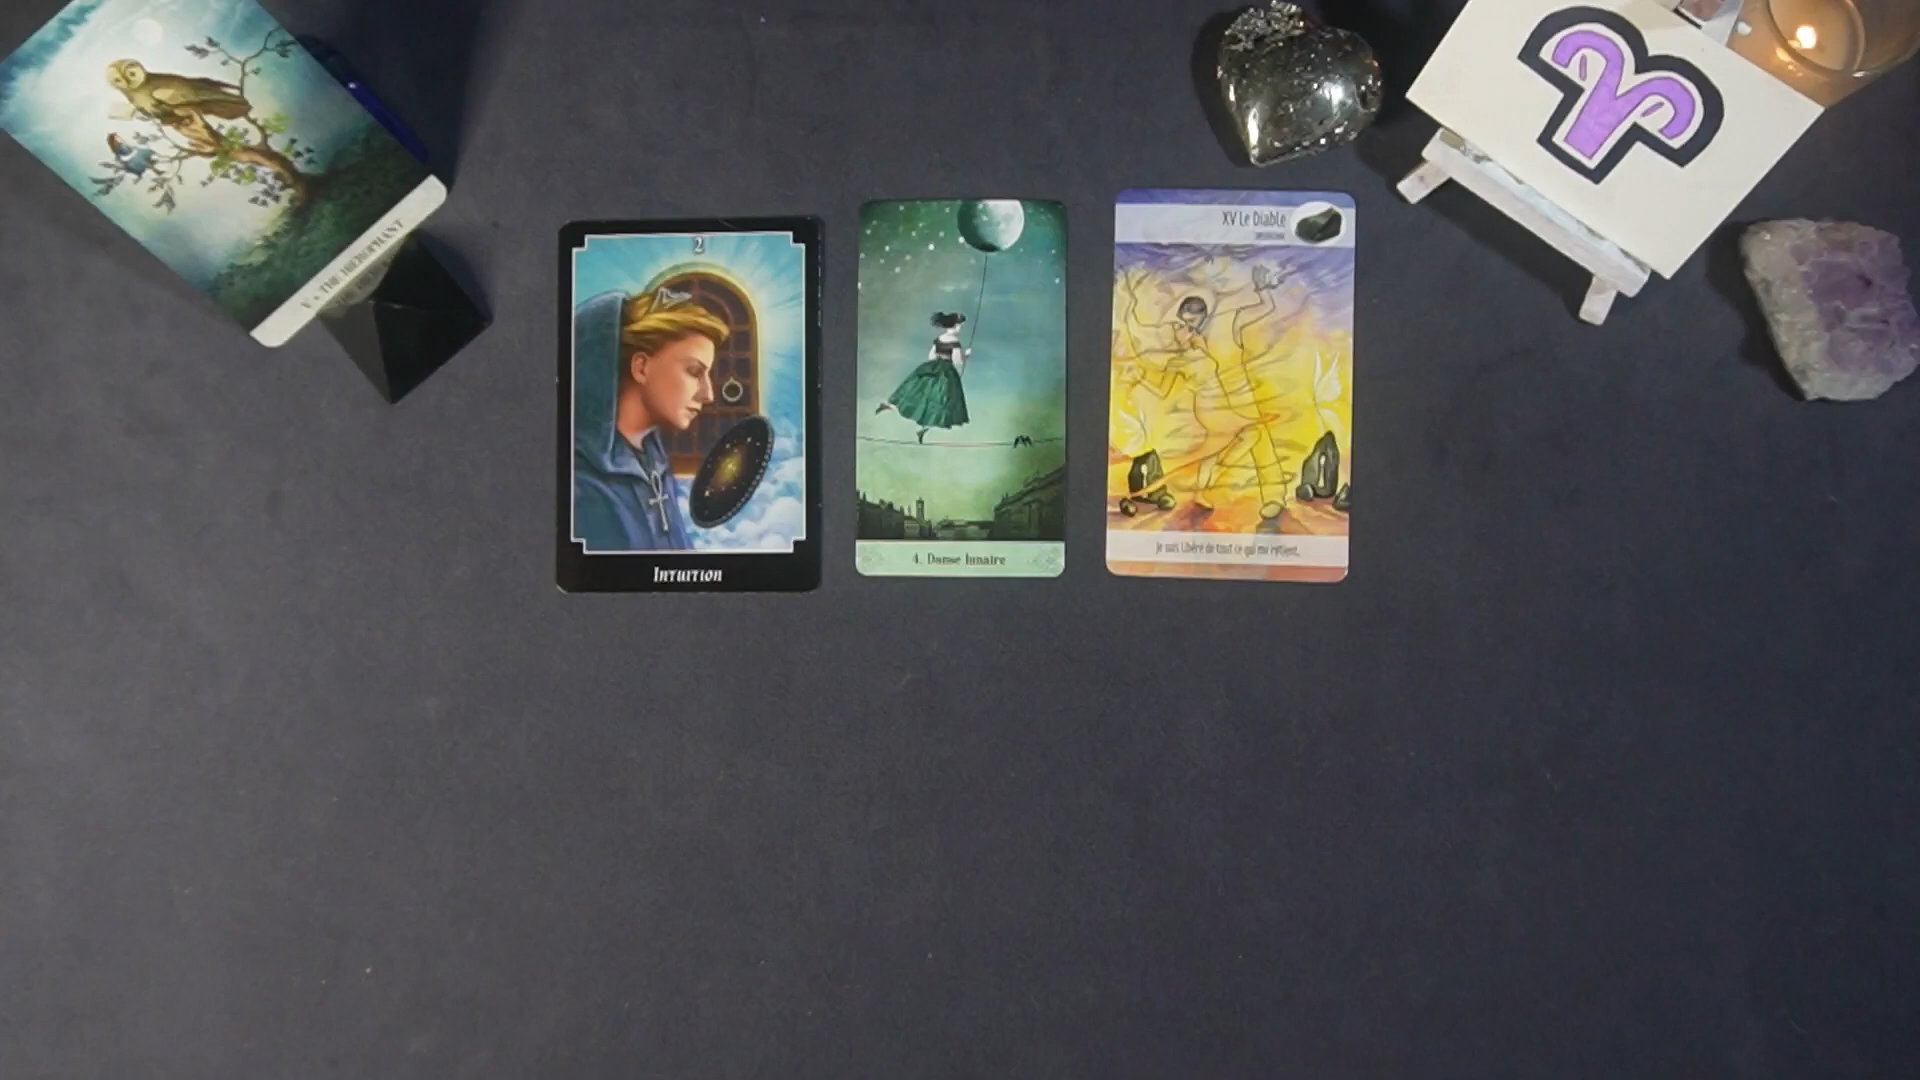 V • THE HIEROPHANT
2
Intuition
4. Danse lunaire
XV Le Diable
Je suis libéré de tout ce qui me retient.